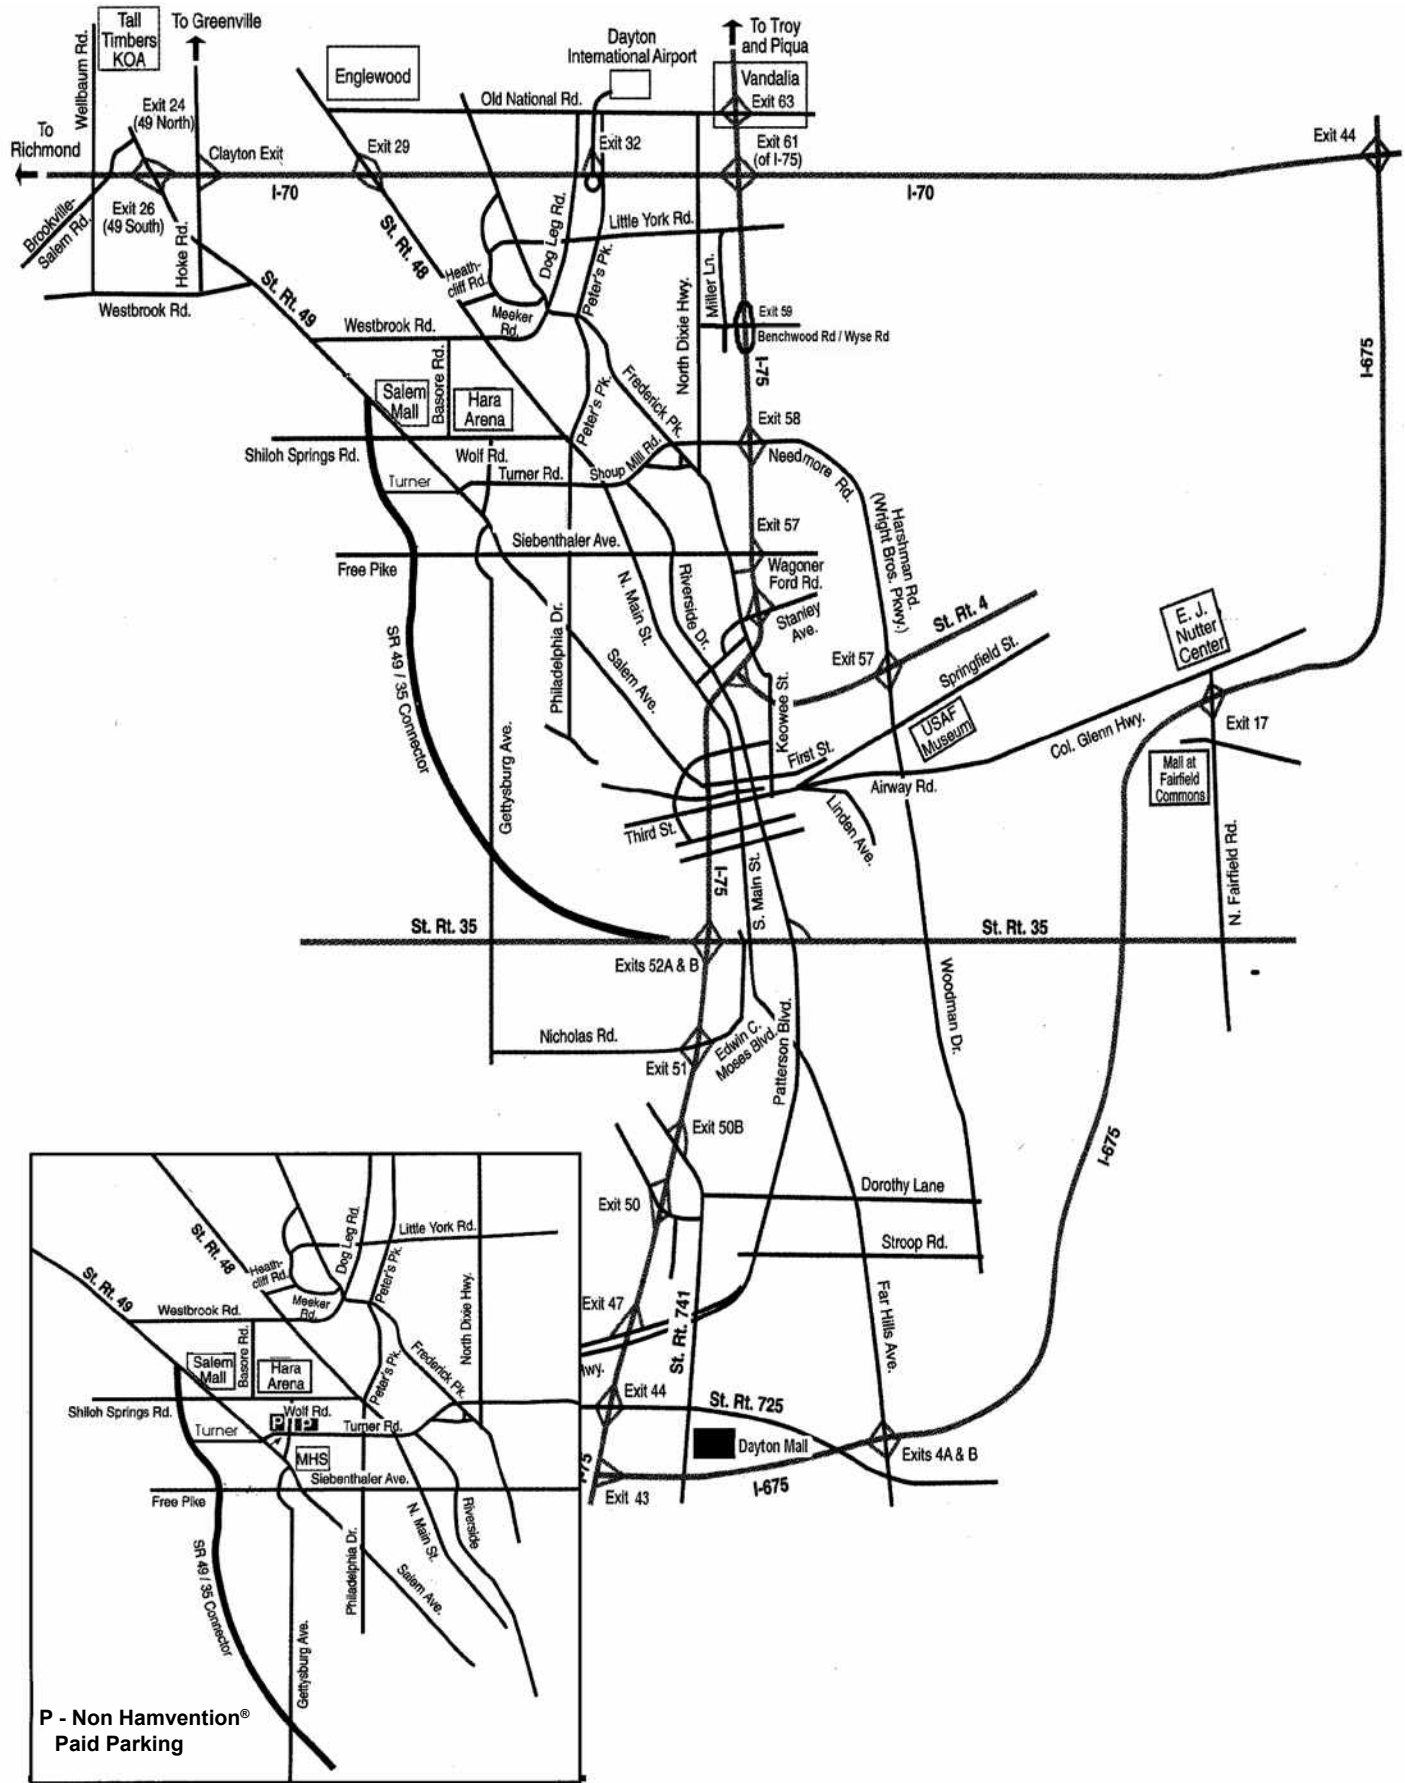 Tall
Timbers
KOA
To Greenville
Wellbaum Rd.
Englewood
Dayton
International Airport
To Troy
and Piqua
Vandalia
Exit 63
Old National Rd.
Exit 24
(49 North)
To
Richmond
Clayton Exit
Exit 29
Exit 32
Exit 61
(of I-75)
Exit 44
I-70
I-70
Exit 26
(49 South)
Brookville-
Salem Rd.
Hoke Rd.
St. Rt. 48
Dog Leg Rd.
Little York Rd.
Peter's Pk.
Heath-
cliff Rd.
St. Rt. 49
Westbrook Rd.
Westbrook Rd.
Meeker
Rd.
North Dixie Hwy.
Miller Ln.
Exit 59
Benchwood Rd / Wyse Rd
I-75
I-675
Basore Rd.
Salem
Mall
Hara
Arena
Peter's Pk.
Frederick Pk.
Exit 58
Needmore
Rd.
Shiloh Springs Rd.
Wolf Rd.
Turner
Turner Rd.
Shoup Mill Rd.
Harshman Rd.
(Wright Bros. Pkwy.)
Exit 57
Siebenthaler Ave.
Free Pike
Wagoner
Ford Rd.
Stanley
Ave.
N. Main St.
Riverside Dr.
Philadelphia Dr.
Salem Ave.
SR 49 / 35 Connector
Gettysburg Ave.
Exit 57
St. Rt. 4
Springfield St.
E. J.
Nutter
Center
Keowee St.
USAF
Museum
Col. Glenn Hwy.
Exit 17
First St.
Airway Rd.
Mall at
Fairfield
Commons
Third St.
Linden Ave.
N. Fairfield Rd.
I-75
S. Main St.
St. Rt. 35
St. Rt. 35
Exits 52A & B
Woodman Dr.
Nicholas Rd.
Edwin C.
Moses Blvd.
Patterson Blvd.
Exit 51
Exit 50B
I-675
Exit 50
Dorothy Lane
Stroop Rd.
Far Hills Ave.
Exit 47
St. Rt. 741
Hwy.
Exit 44
St. Rt. 725
Dayton Mall
Exits 4A & B
I-75
I-675
Exit 43
St. Rt. 48
Dog Leg Rd.
Little York Rd.
Peter's Pk.
Heath-
cliff Rd.
St. Rt. 49
Westbrook Rd.
Meeker
Rd.
North Dixie Hwy.
Basore Rd.
Salem
Mall
Hara
Arena
Peter's Pk.
Frederick Pk.
Shiloh Springs Rd.
Wolf Rd.
P P
Turner
Turner Rd.
MHS
Siebenthaler Ave.
Free Pike
N. Main St.
Riverside
Philadelphia Dr.
Salem Ave.
SR 49 / 35 Connector
Gettysburg Ave.
P - Non Hamvention®
Paid Parking